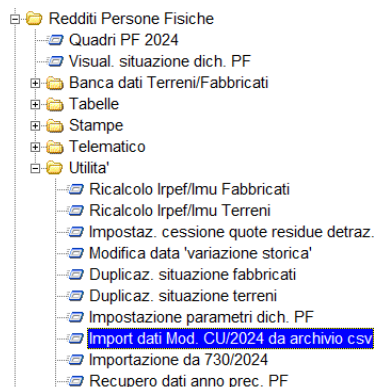 Redditi Persone Fisiche
Quadri PF 2024
Visual. situazione dich. PF
Banca dati Terreni/Fabbricati
Tabelle
Stampe
Telematico
Utilita'
Ricalcolo Irpef/Imu Fabbricati
Ricalcolo Irpef/Imu Terreni
Impostaz. cessione quote residue detraz.
Modifica data 'variazione storica'
Duplicaz. situazione fabbricati
Duplicaz. situazione terreni
Impostazione parametri dich. PF
Import dati Mod. CU/2024 da archivio csv
Importazione da 730/2024
Recupero dati anno prec. PF